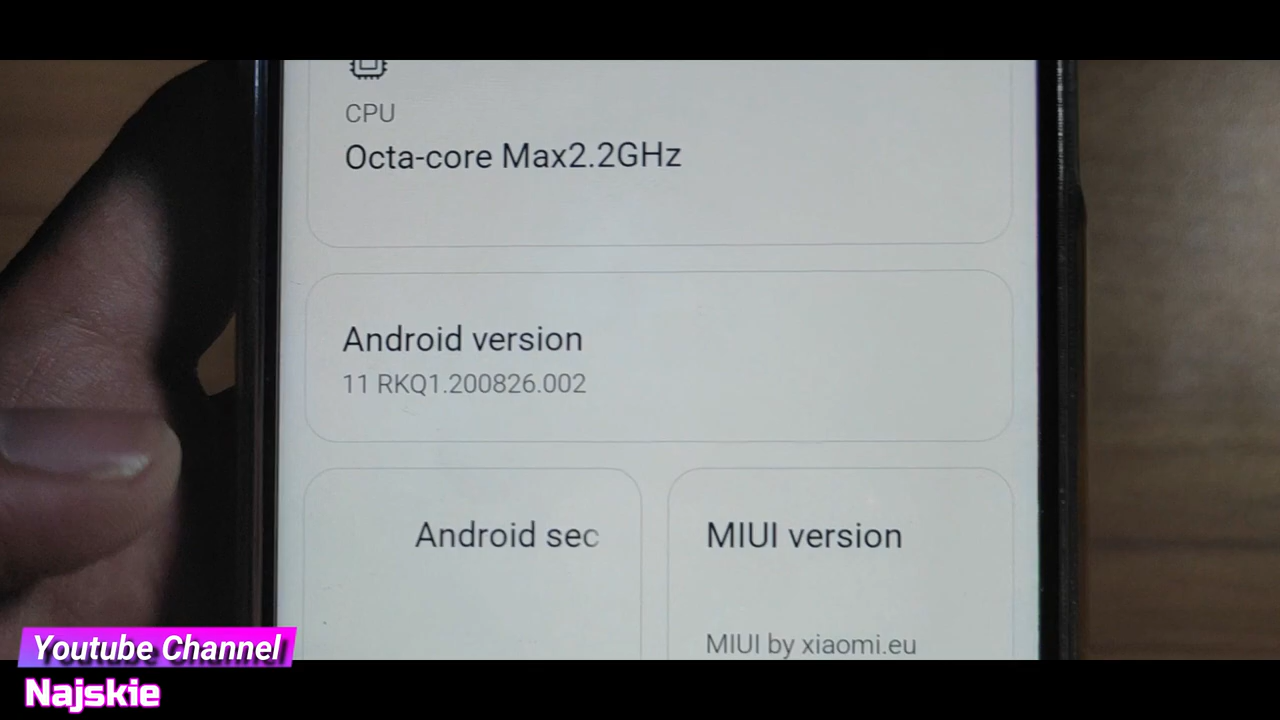 CPU
Octa-core Max2.2GHz
Android version
11 RKQ1.200826.002
Android sec
MIUI version
MIUI by xiaomi.eu
Youtube Channel
Najskie